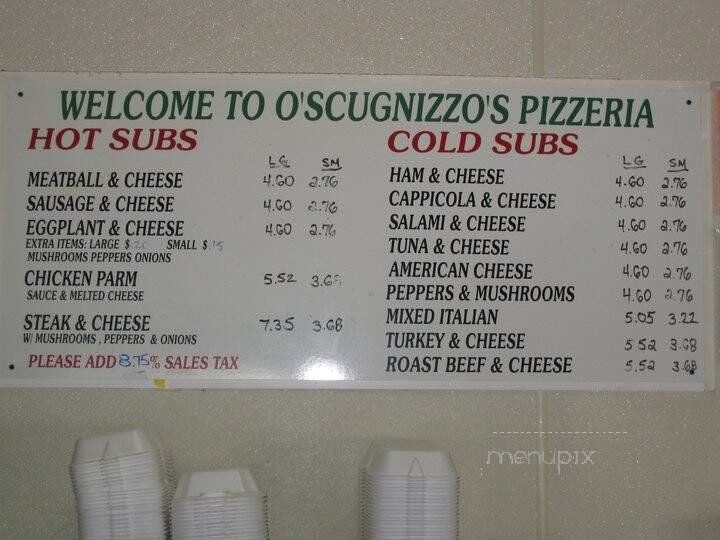 WELCOME TO O'SCUGNIZZO'S PIZZERIA
HOT SUBS
LG SM
MEATBALL & CHEESE 4.60 2.76
SAUSAGE & CHEESE 4.60 2.76
EGGPLANT & CHEESE 4.60 2.76
EXTRA ITEMS: LARGE $ .20 SMALL $ .15
MUSHROOMS PEPPERS ONIONS
CHICKEN PARM 5.52 3.68
SAUCE & MELTED CHEESE
STEAK & CHEESE 7.35 3.68
W/ MUSHROOMS, PEPPERS & ONIONS
PLEASE ADD 8.75% SALES TAX
COLD SUBS
LG SM
HAM & CHEESE 4.60 2.76
CAPPICOLA & CHEESE 4.60 2.76
SALAMI & CHEESE 4.60 2.76
TUNA & CHEESE 4.60 2.76
AMERICAN CHEESE 4.60 2.76
PEPPERS & MUSHROOMS 4.60 2.76
MIXED ITALIAN 5.05 3.22
TURKEY & CHEESE 5.52 3.68
ROAST BEEF & CHEESE 5.52 3.68
menupix